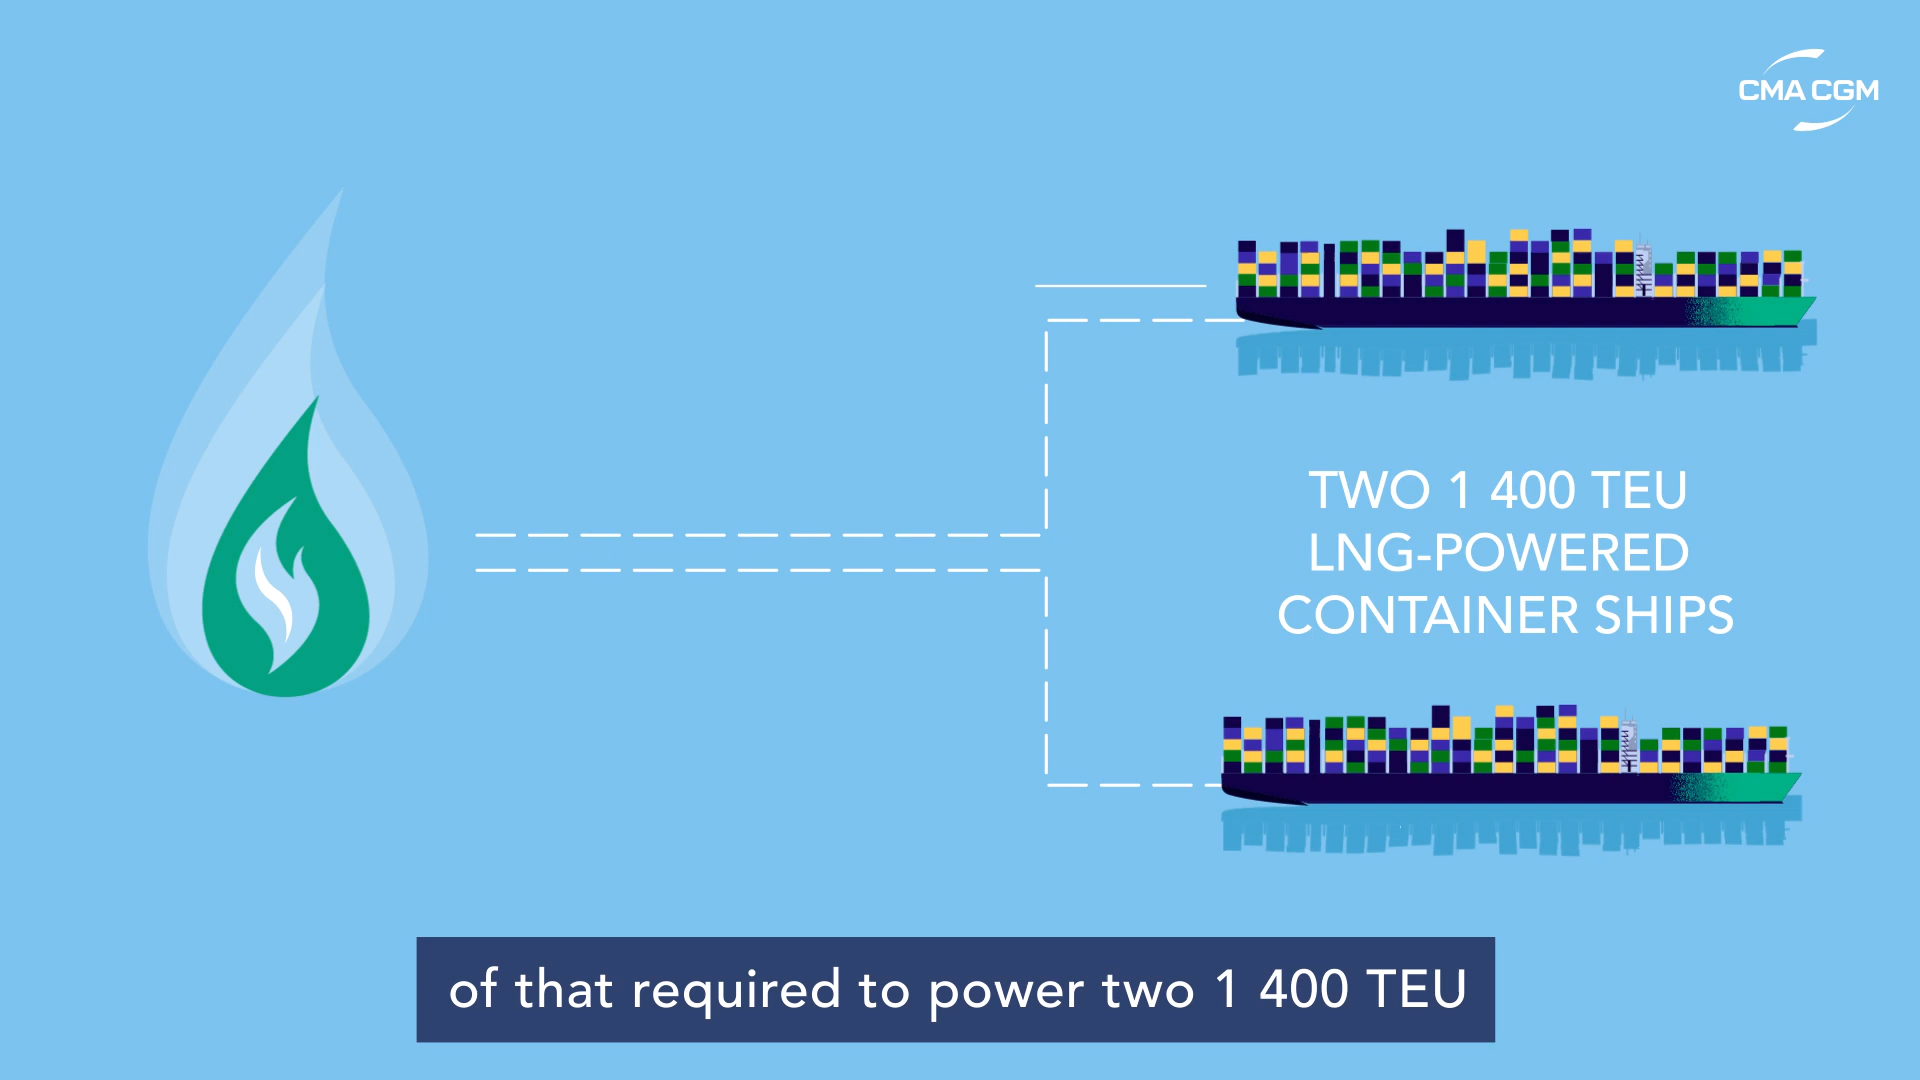 CMA CGM
TWO 1 400 TEU
LNG-POWERED
CONTAINER SHIPS
of that required to power two 1 400 TEU